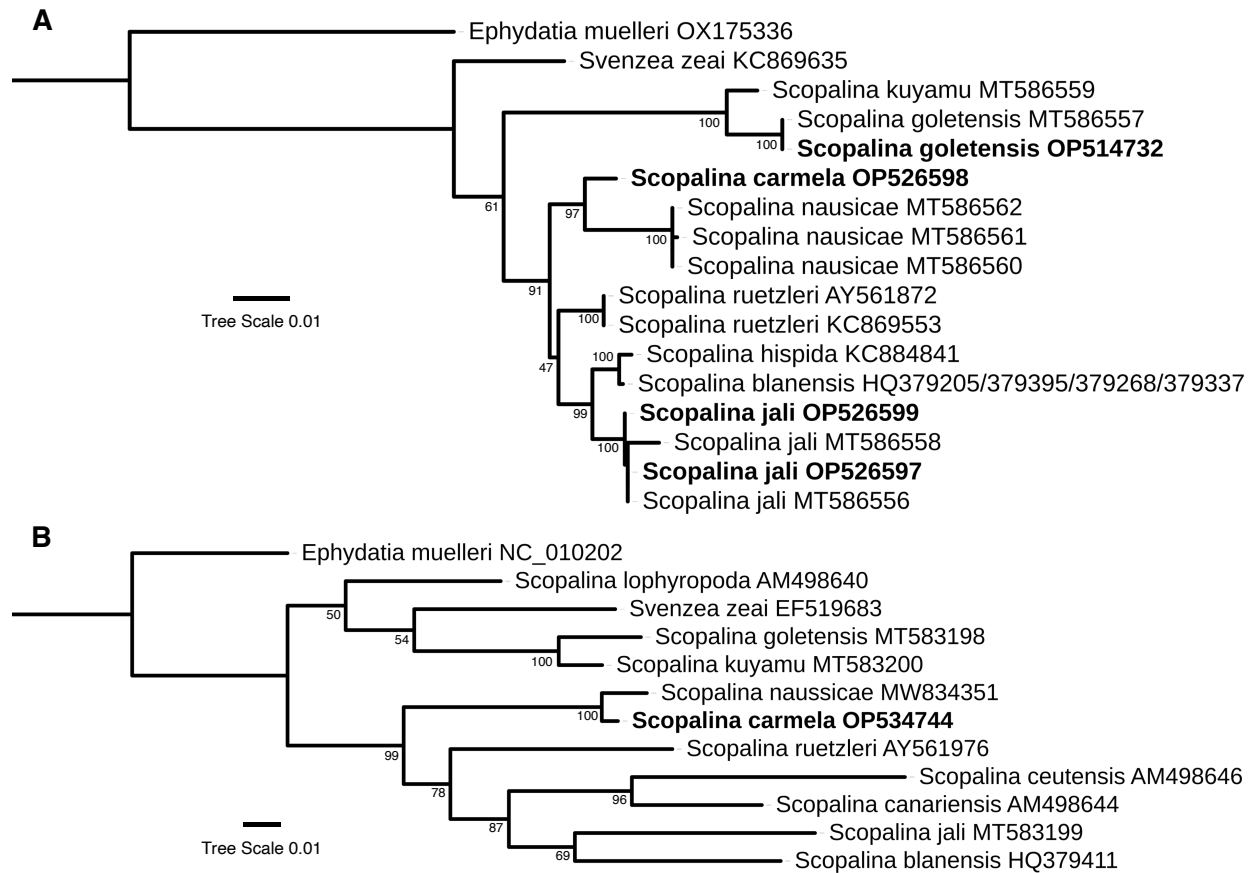 A
Ephydatia muelleri OX175336
Svenzea zeai KC869635
Scopalina kuyamu MT586559
100
Scopalina goletensis MT586557
100
Scopalina goletensis OP514732
Scopalina carmela OP526598
61
97
Scopalina nausicae MT586562
100
Scopalina nausicae MT586561
Scopalina nausicae MT586560
91
Scopalina ruetzleri AY561872
100
Tree Scale 0.01
Scopalina ruetzleri KC869553
100
Scopalina hispida KC884841
47
Scopalina blanensis HQ379205/379395/379268/379337
99
Scopalina jali OP526599
100
Scopalina jali MT586558
Scopalina jali OP526597
Scopalina jali MT586556
B
Ephydatia muelleri NC_010202
Scopalina lophyropoda AM498640
50
Svenzea zeai EF519683
54
Scopalina goletensis MT583198
100
Scopalina kuyamu MT583200
Scopalina naussicae MW834351
100
Scopalina carmela OP534744
99
Scopalina ruetzleri AY561976
78
Scopalina ceutensis AM498646
96
Scopalina canariensis AM498644
87
Scopalina jali MT583199
Tree Scale 0.01
69
Scopalina blanensis HQ379411